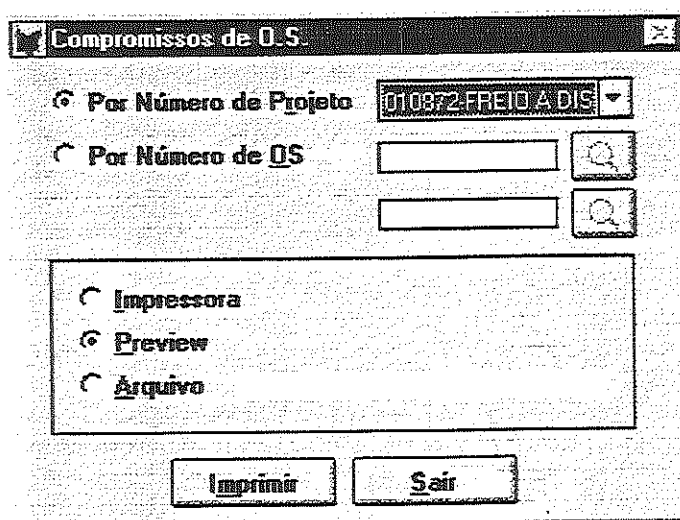 Compromissos de O.S.
Por Número de Projeto 010872-FREIO A DIS
Por Número de OS
Impressora
Preview
Arquivo
Imprimir Sair